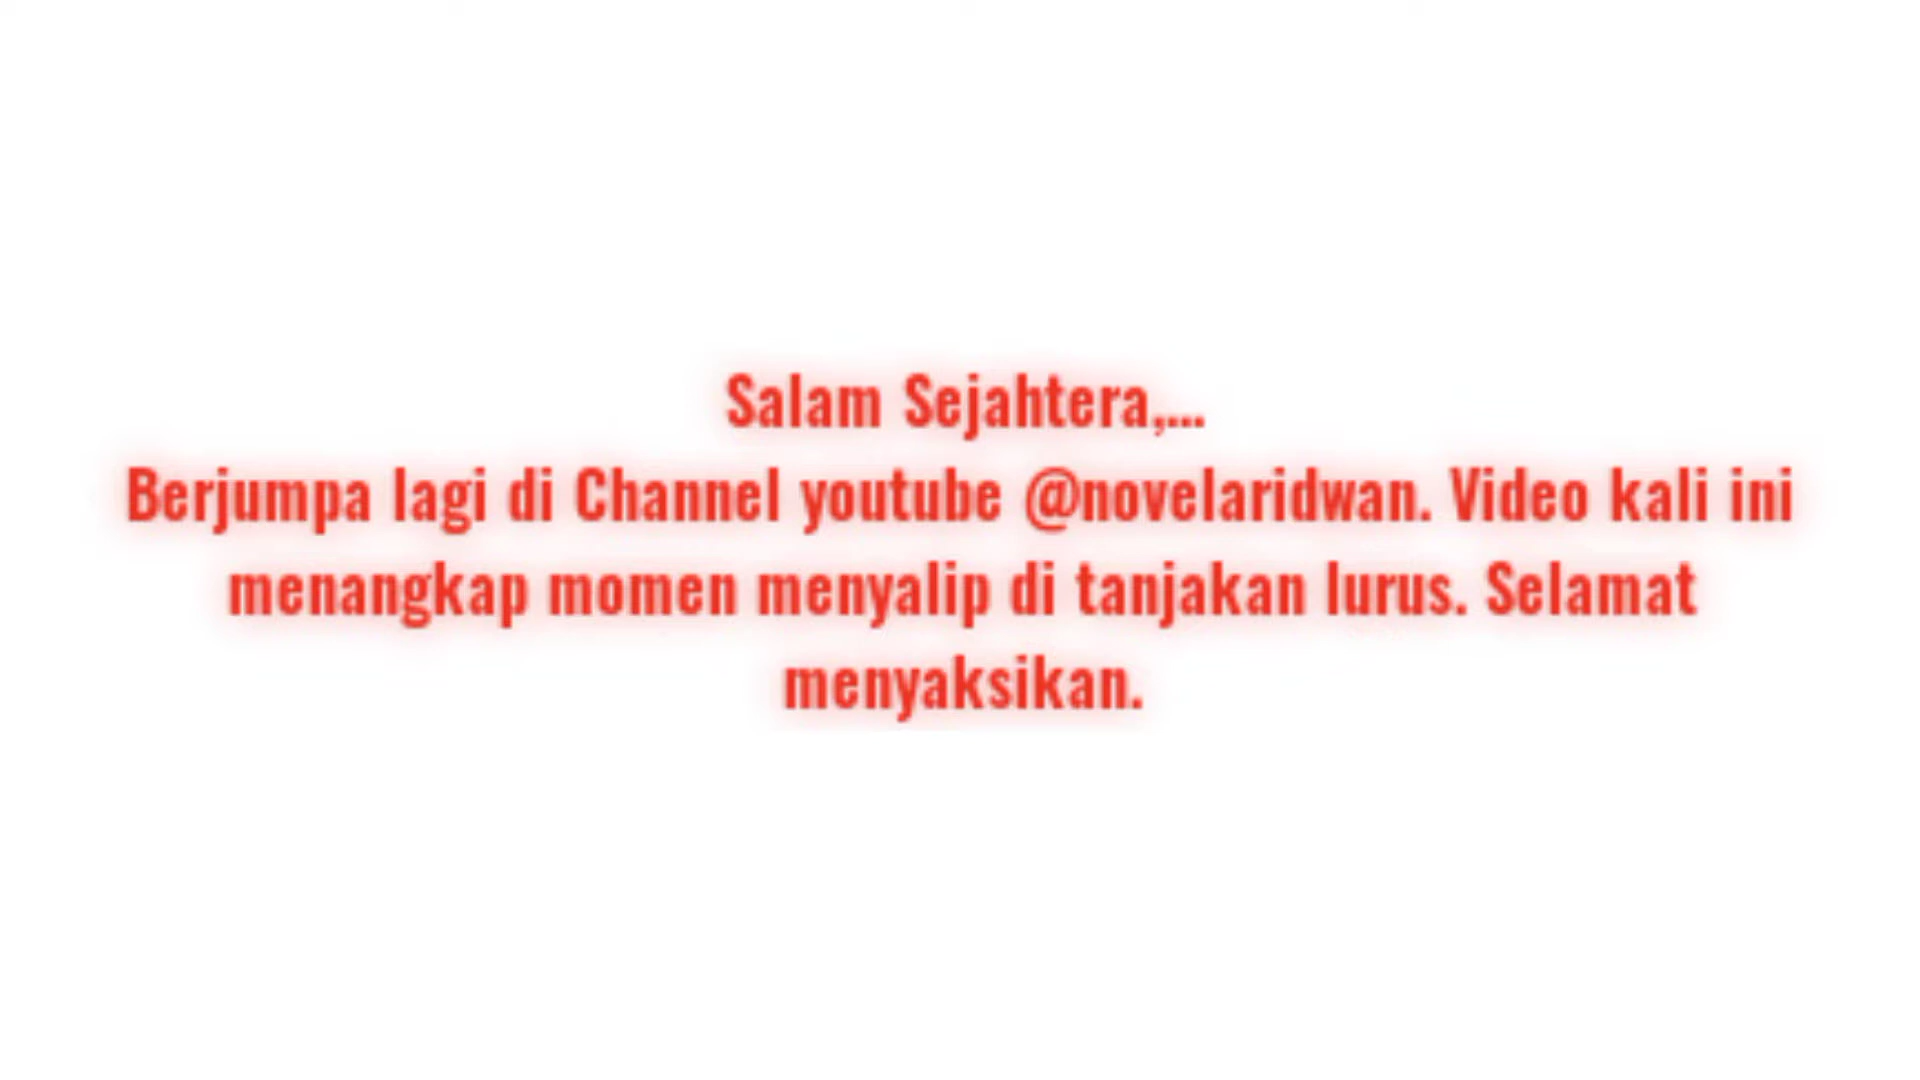 Salam Sejahtera,...
Berjumpa lagi di Channel youtube @novelaridwan. Video kali ini
menangkap momen menyalip di tanjakan lurus. Selamat
menyaksikan.